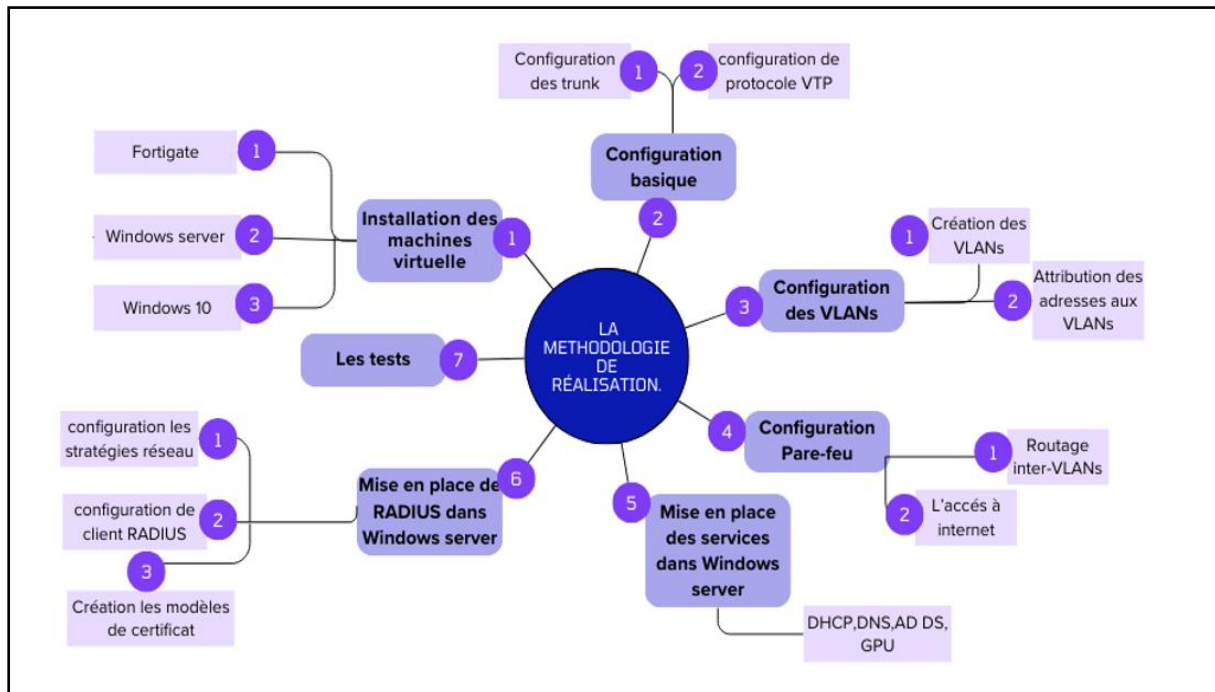 LA
METHODOLOGIE
DE
RÉALISATION.
1
Installation des
machines
virtuelle
1
Fortigate
2
Windows server
3
Windows 10
2
Configuration
basique
1
Configuration
des trunk
2
configuration de
protocole VTP
3
Configuration
des VLANs
1
Création des
VLANs
2
Attribution des
adresses aux
VLANs
4
Configuration
Pare-feu
1
Routage
inter-VLANs
2
L'accés à
internet
5
Mise en place
des services
dans Windows
server
DHCP,DNS,AD DS,
GPU
6
Mise en place de
RADIUS dans
Windows server
1
configuration les
stratégies réseau
2
configuration de
client RADIUS
3
Création les modèles
de certificat
7
Les tests